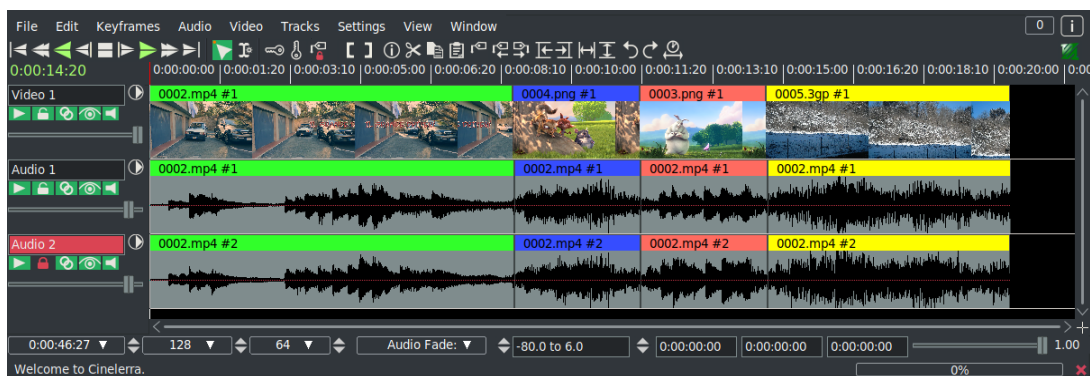 File Edit Keyframes Audio Video Tracks Settings View Window 0 i
0:00:14:20 0:00:00:00 0:00:01:20 0:00:03:10 0:00:05:00 0:00:06:20 0:00:08:10 0:00:10:00 0:00:11:20 0:00:13:10 0:00:15:00 0:00:16:20 0:00:18:10 0:00:20:00 0:00
Video 1 0002.mp4 #1 0004.png #1 0003.png #1 0005.3gp #1
Audio 1 0002.mp4 #1 0002.mp4 #1 0002.mp4 #1 0002.mp4 #1
Audio 2 0002.mp4 #2 0002.mp4 #2 0002.mp4 #2 0002.mp4 #2
0:00:46:27 128 64 Audio Fade: -80.0 to 6.0 0:00:00:00 0:00:00:00 0:00:00:00 1.00
Welcome to Cinelerra. 0%